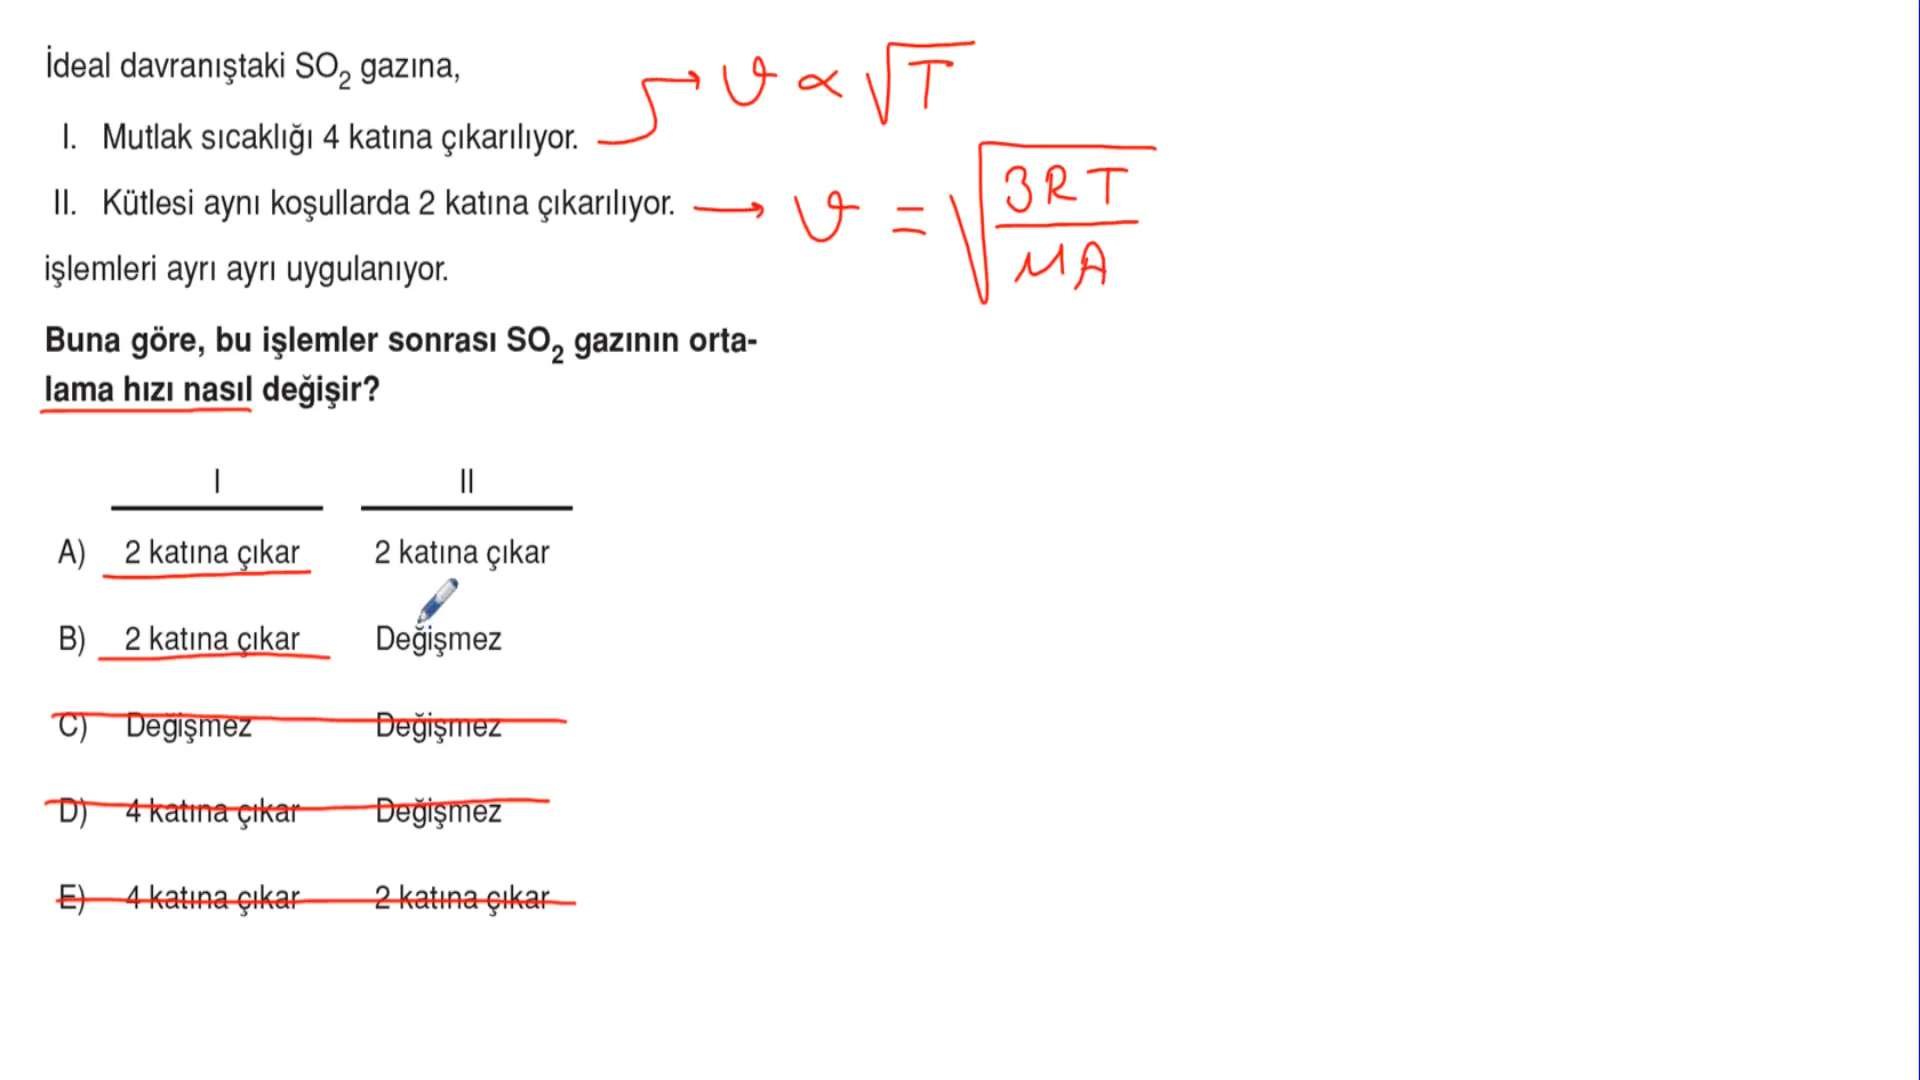 İdeal davranıştaki SO₂ gazına,
I. Mutlak sıcaklığı 4 katına çıkarılıyor.
II. Kütlesi aynı koşullarda 2 katına çıkarılıyor.
işlemleri ayrı ayrı uygulanıyor.
Buna göre, bu işlemler sonrası SO₂ gazının orta-
lama hızı nasıl değişir?
I II
A) 2 katına çıkar 2 katına çıkar
B) 2 katına çıkar Değişmez
C) Değişmez Değişmez
D) 4 katına çıkar Değişmez
E) 4 katına çıkar 2 katına çıkar
→ ϑ ∝ √T
→ ϑ = √(3RT/MA)